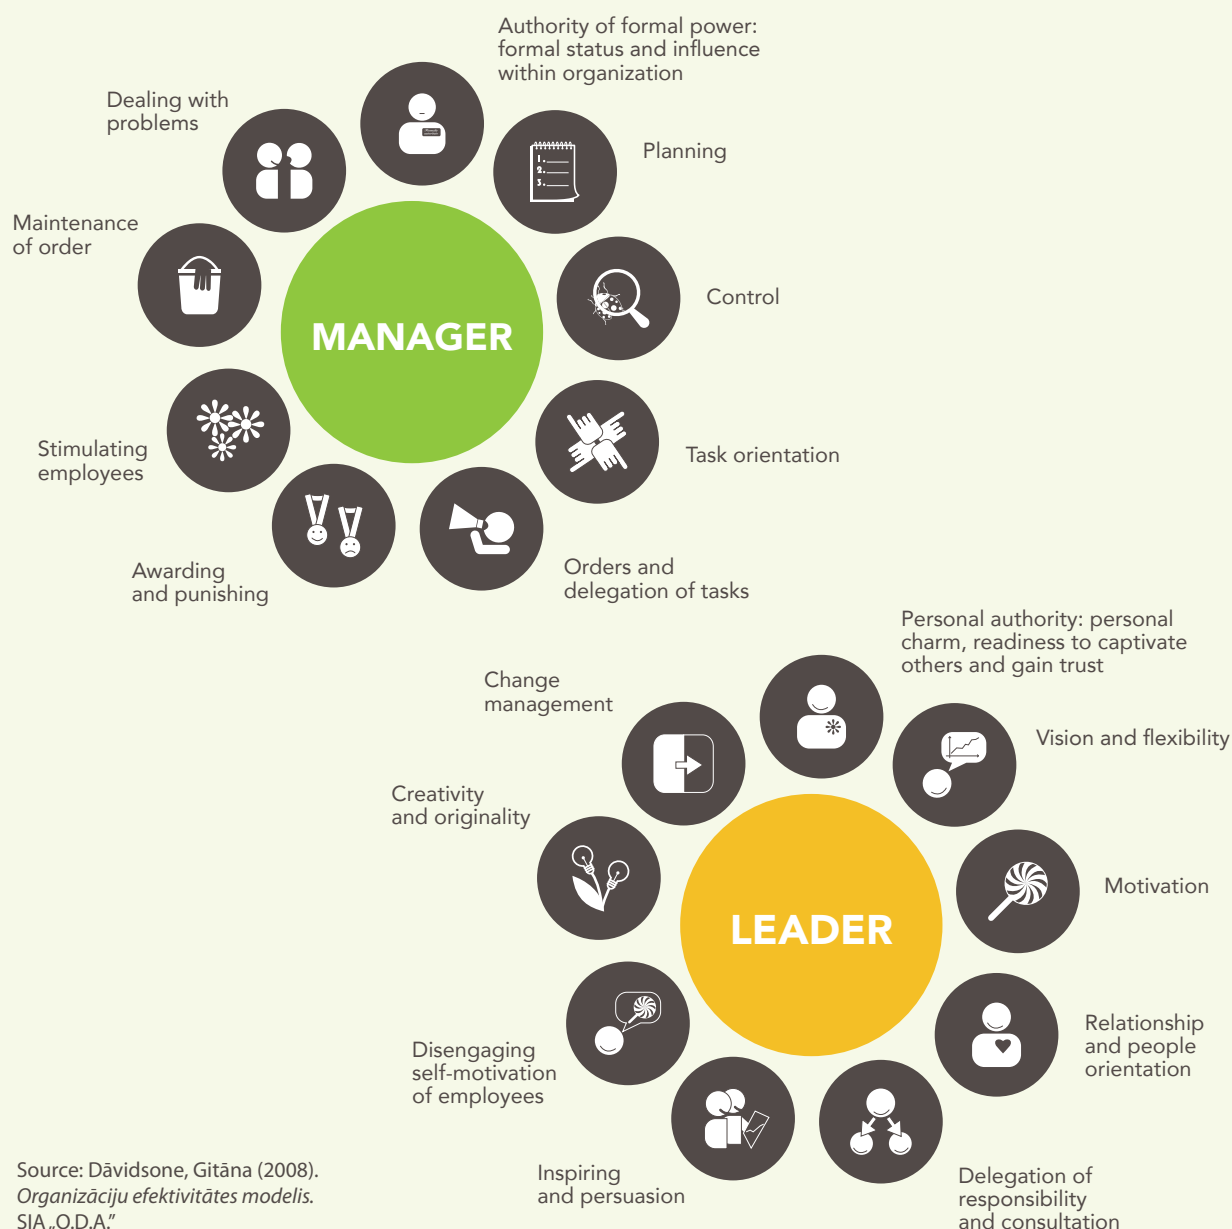 Authority of formal power:
formal status and influence
within organization
Dealing with
problems
Planning
1.
2.
3.
Maintenance
of order
Control
MANAGER
Stimulating
employees
Task orientation
Awarding
and punishing
Orders and
delegation of tasks
Personal authority: personal
charm, readiness to captivate
others and gain trust
Change
management
Vision and flexibility
Creativity
and originality
Motivation
LEADER
Disengaging
self-motivation
of employees
Relationship
and people
orientation
Inspiring
and persuasion
Delegation of
responsibility
and consultation
Source: Dāvidsone, Gitāna (2008).
Organizāciju efektivitātes modelis.
SIA „O.D.A.”